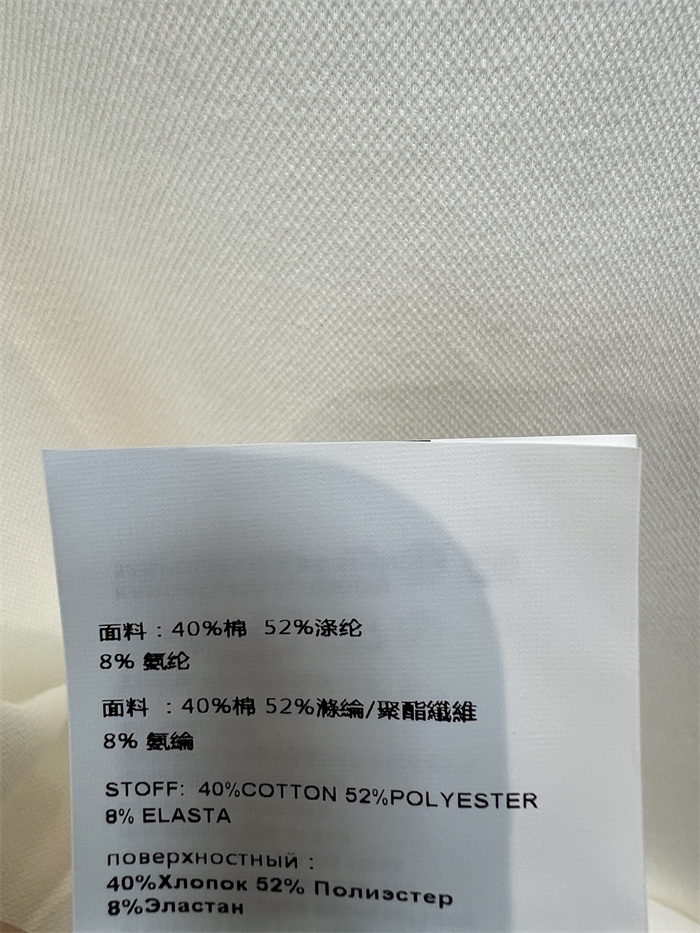 面料：40%棉 52%涤纶
8% 氨纶
面料 ：40%棉 52%滌綸/聚酯纖維
8% 氨綸
STOFF: 40%COTTON 52%POLYESTER
8% ELASTA
поверхностный :
40%Хлопок 52% Полиэстер
8%Эластан